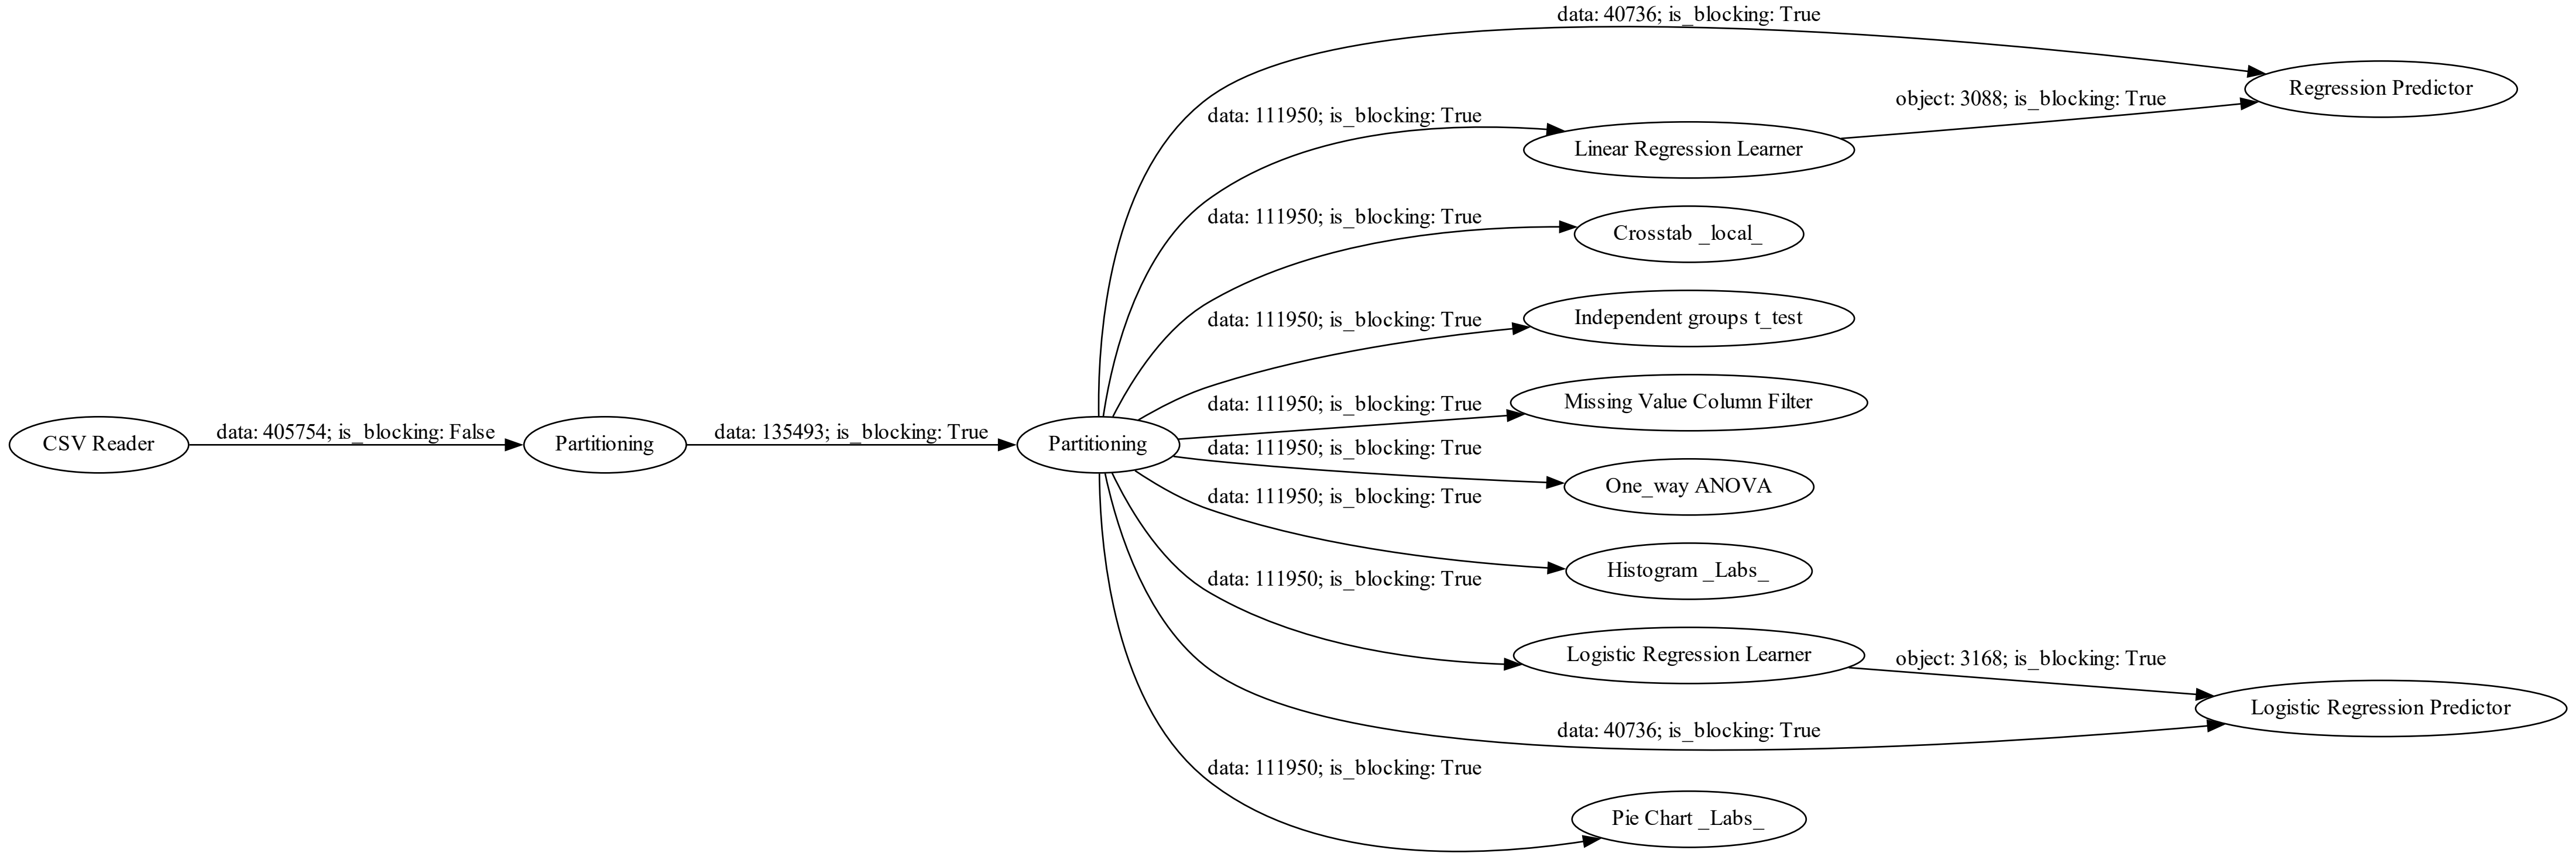 data: 40736; is_blocking: True
Regression Predictor
object: 3088; is_blocking: True
data: 111950; is_blocking: True
Linear Regression Learner
data: 111950; is_blocking: True
Crosstab _local_
data: 111950; is_blocking: True
Independent groups t_test
data: 111950; is_blocking: True
Missing Value Column Filter
CSV Reader
data: 405754; is_blocking: False
Partitioning
data: 135493; is_blocking: True
Partitioning
data: 111950; is_blocking: True
One_way ANOVA
data: 111950; is_blocking: True
Histogram _Labs_
data: 111950; is_blocking: True
Logistic Regression Learner
object: 3168; is_blocking: True
Logistic Regression Predictor
data: 40736; is_blocking: True
data: 111950; is_blocking: True
Pie Chart _Labs_